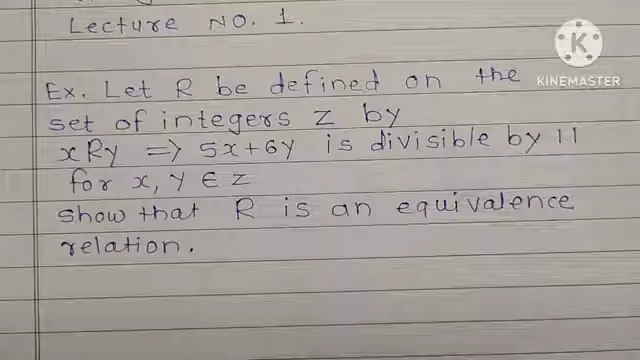 Lecture NO. 1.
KINEMASTER
Ex. Let R be defined on the
set of integers Z by
xRy => 5x+6y is divisible by 11
for x, y ∈ z
show that R is an equivalence
relation.